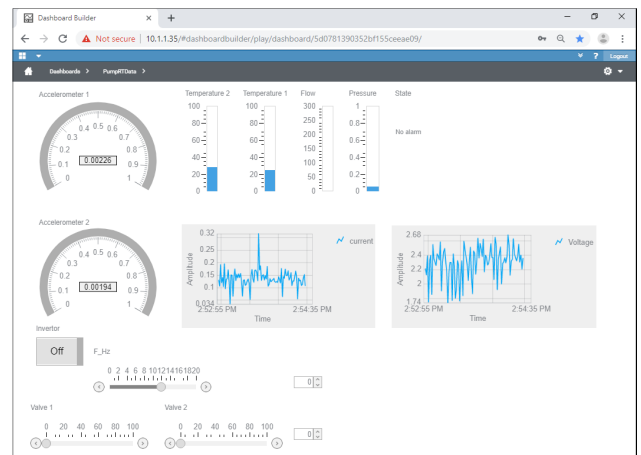 Dashboard Builder
Not secure | 10.1.1.35/#dashboardbuilder/play/dashboard/5d0781390352bf155ceeae09/
? Logout
Dashboards > PumpRTData >
Accelerometer 1 Temperature 2 Temperature 1 Flow Pressure State
0 0.1 0.2 0.3 0.4 0.5 0.6 0.7 0.8 0.9 1
0.00226
100 80 60 40 20 0
100 80 60 40 20 0
300 250 200 150 100 50 0
1 0.8 0.6 0.4 0.2 0
No alarm
Accelerometer 2
0 0.1 0.2 0.3 0.4 0.5 0.6 0.7 0.8 0.9 1
0.00194
Amplitude
0.32 0.25 0.2 0.15 0.1 0.034
2:52:55 PM 2:54:35 PM
Time
current
Amplitude
2.68 2.4 2.2 2 1.74
2:52:55 PM 2:54:35 PM
Time
Voltage
Invertor
Off F_Hz
0 2 4 6 8 10 12 14 16 18 20
0
Valve 1 Valve 2
0 20 40 60 80 100 0 20 40 60 80 100
0